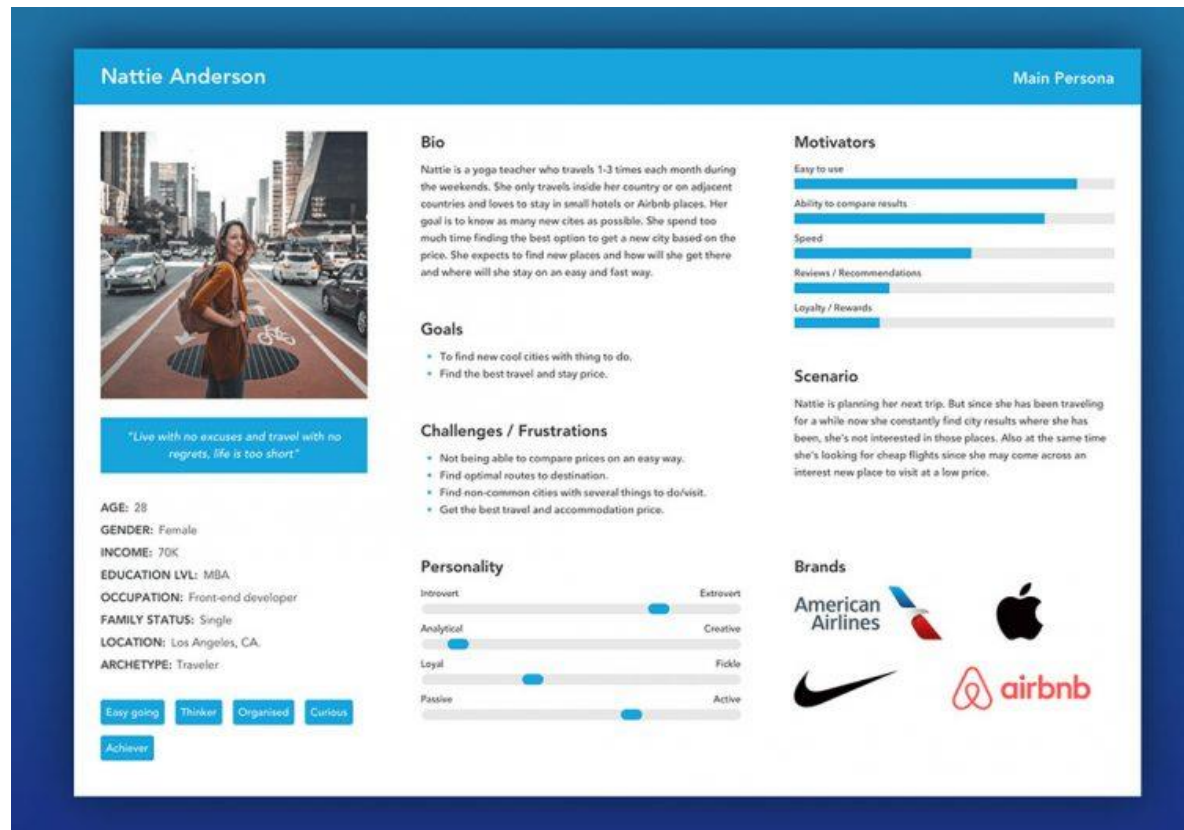 Nattie Anderson
Main Persona
"Live with no excuses and travel with no
regrets, life is too short"
AGE: 28
GENDER: Female
INCOME: 70K
EDUCATION LVL: MBA
OCCUPATION: Front-end developer
FAMILY STATUS: Single
LOCATION: Los Angeles, CA.
ARCHETYPE: Traveler
Easy going
Thinker
Organised
Curious
Achiever
Bio
Nattie is a yoga teacher who travels 1-3 times each month during
the weekends. She only travels inside her country or on adjacent
countries and loves to stay in small hotels or Airbnb places. Her
goal is to know as many new cites as possible. She spend too
much time finding the best option to get a new city based on the
price. She expects to find new places and how will she get there
and where will she stay on an easy and fast way.
Goals
• To find new cool cities with thing to do.
• Find the best travel and stay price.
Challenges / Frustrations
• Not being able to compare prices on an easy way.
• Find optimal routes to destination.
• Find non-common cities with several things to do/visit.
• Get the best travel and accommodation price.
Personality
Introvert Extrovert
Analytical Creative
Loyal Fickle
Passive Active
Motivators
Easy to use
Ability to compare results
Speed
Reviews / Recommendations
Loyalty / Rewards
Scenario
Nattie is planning her next trip. But since she has been traveling
for a while now she constantly find city results where she has
been, she's not interested in those places. Also at the same time
she's looking for cheap flights since she may come across an
interest new place to visit at a low price.
Brands
American
Airlines
airbnb